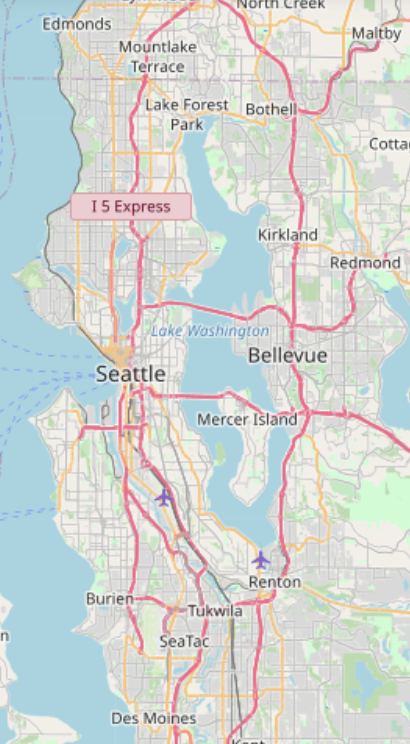 North Creek
Edmonds
Maltby
Mountlake
Terrace
Lake Forest
Park
Bothell
I 5 Express
Kirkland
Redmond
Lake Washington
Bellevue
Seattle
Mercer Island
Renton
Burien
Tukwila
SeaTac
Des Moines